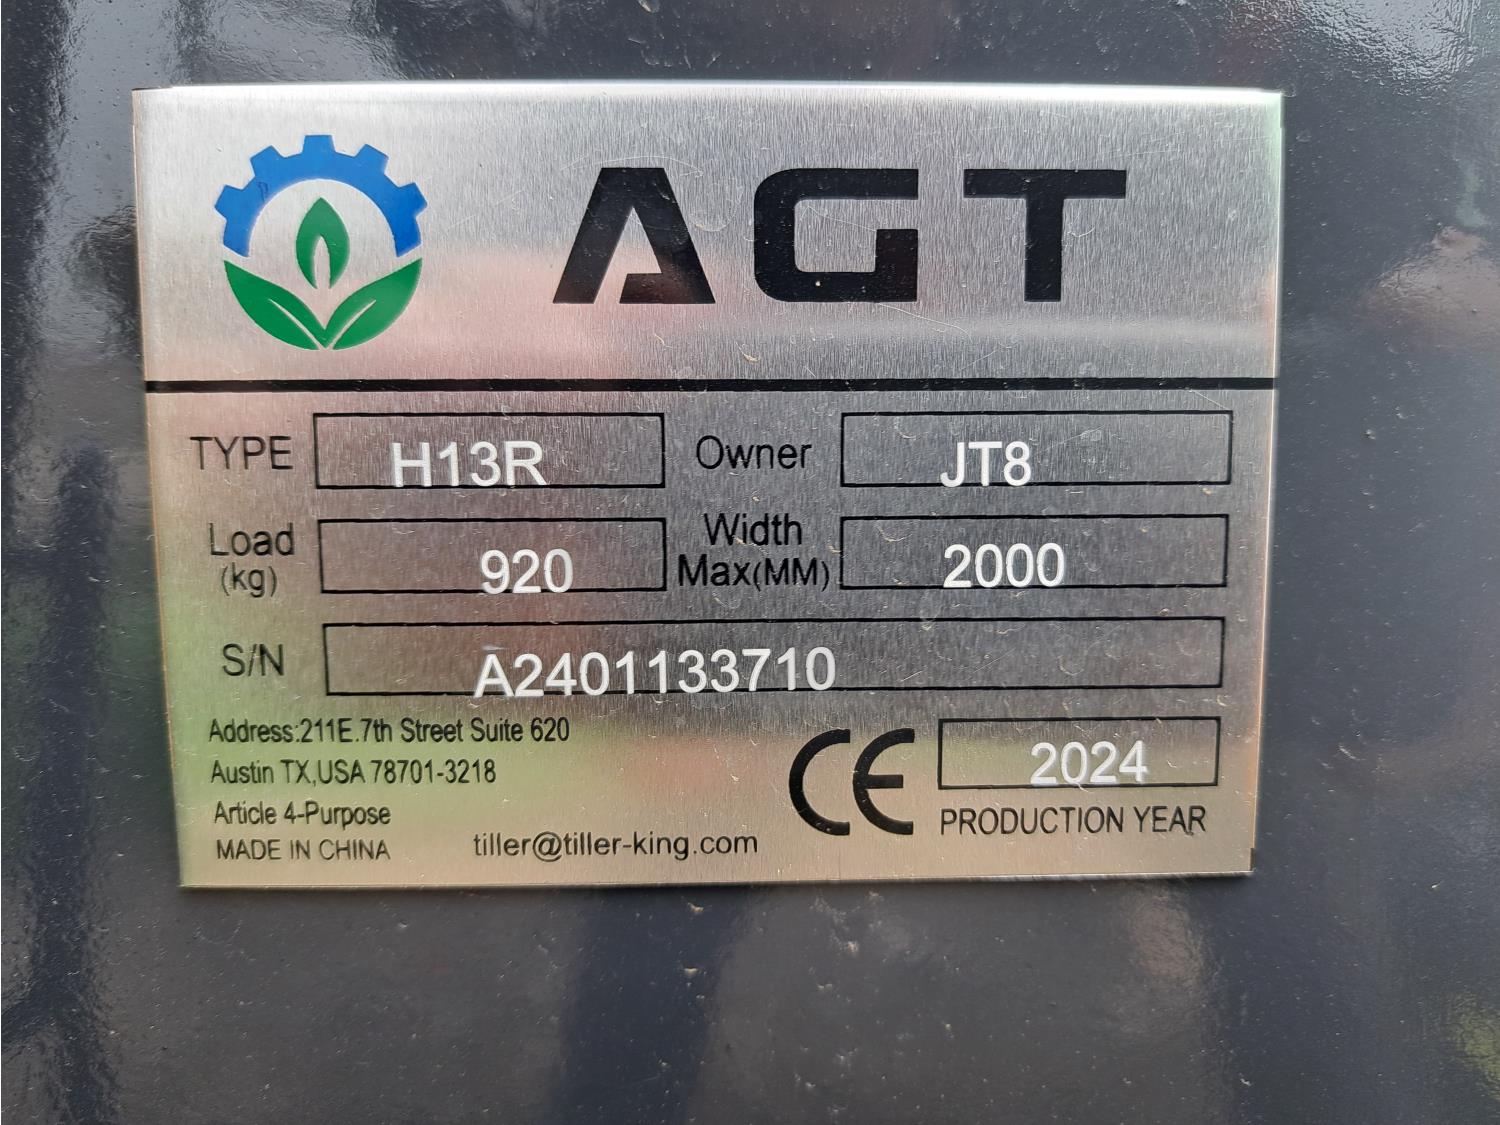 AGT
TYPE H13R Owner JT8
Load (kg) 920 Width Max(MM) 2000
S/N A2401133710
Address:211E.7th Street Suite 620
Austin TX,USA 78701-3218
Article 4-Purpose
MADE IN CHINA
tiller@tiller-king.com
CE
2024
PRODUCTION YEAR